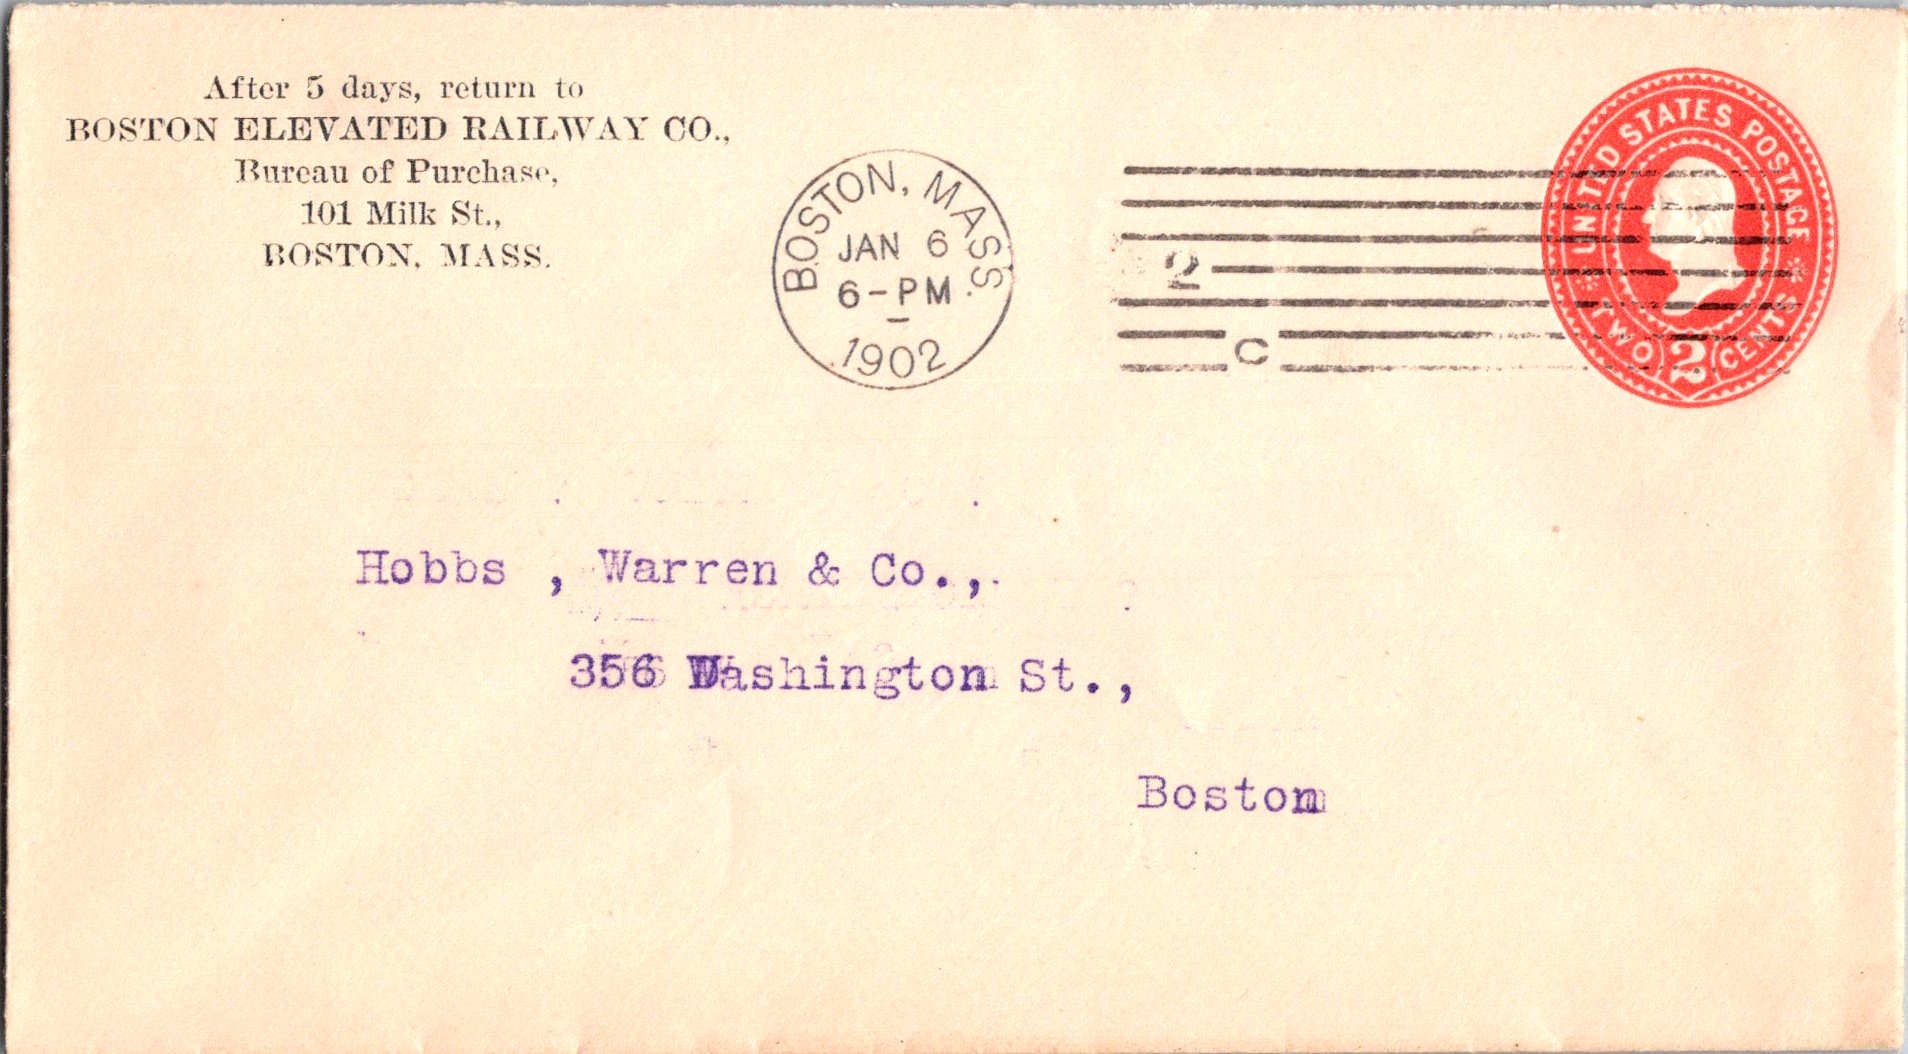 After 5 days, return to
BOSTON ELEVATED RAILWAY CO.,
Bureau of Purchase,
101 Milk St.,
BOSTON, MASS.
BOSTON, MASS.
JAN 6
6-PM
1902
2
C
UNITED STATES POSTAGE
TWO 2 CENTS
Hobbs , Warren & Co.,
356 Washington St.,
Boston